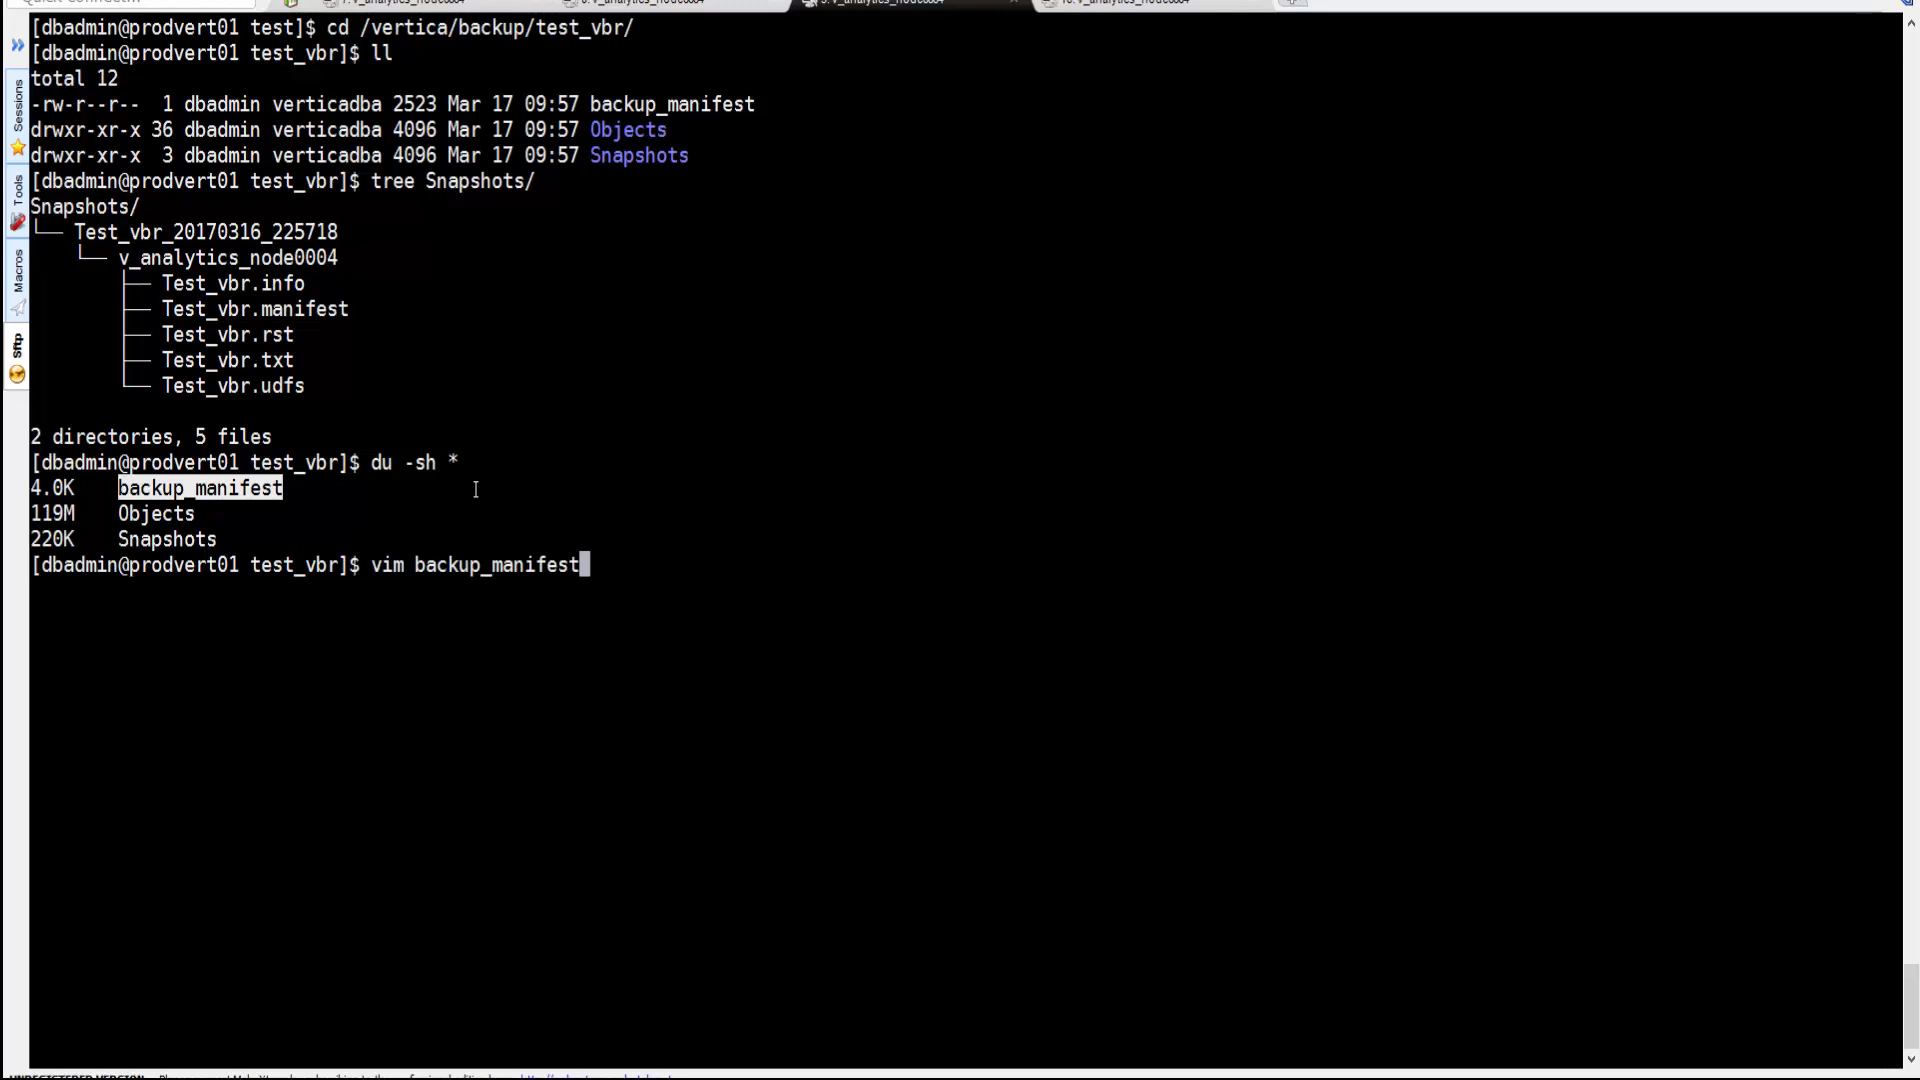 [dbadmin@prodvert01 test]$ cd /vertica/backup/test_vbr/
[dbadmin@prodvert01 test_vbr]$ ll
total 12
-rw-r--r--  1 dbadmin verticadba 2523 Mar 17 09:57 backup_manifest
drwxr-xr-x 36 dbadmin verticadba 4096 Mar 17 09:57 Objects
drwxr-xr-x  3 dbadmin verticadba 4096 Mar 17 09:57 Snapshots
[dbadmin@prodvert01 test_vbr]$ tree Snapshots/
Snapshots/
└── Test_vbr_20170316_225718
    └── v_analytics_node0004
        ├── Test_vbr.info
        ├── Test_vbr.manifest
        ├── Test_vbr.rst
        ├── Test_vbr.txt
        └── Test_vbr.udfs
2 directories, 5 files
[dbadmin@prodvert01 test_vbr]$ du -sh *
4.0K    backup_manifest
119M    Objects
220K    Snapshots
[dbadmin@prodvert01 test_vbr]$ vim backup_manifest
Sessions
Tools
Macros
Sftp